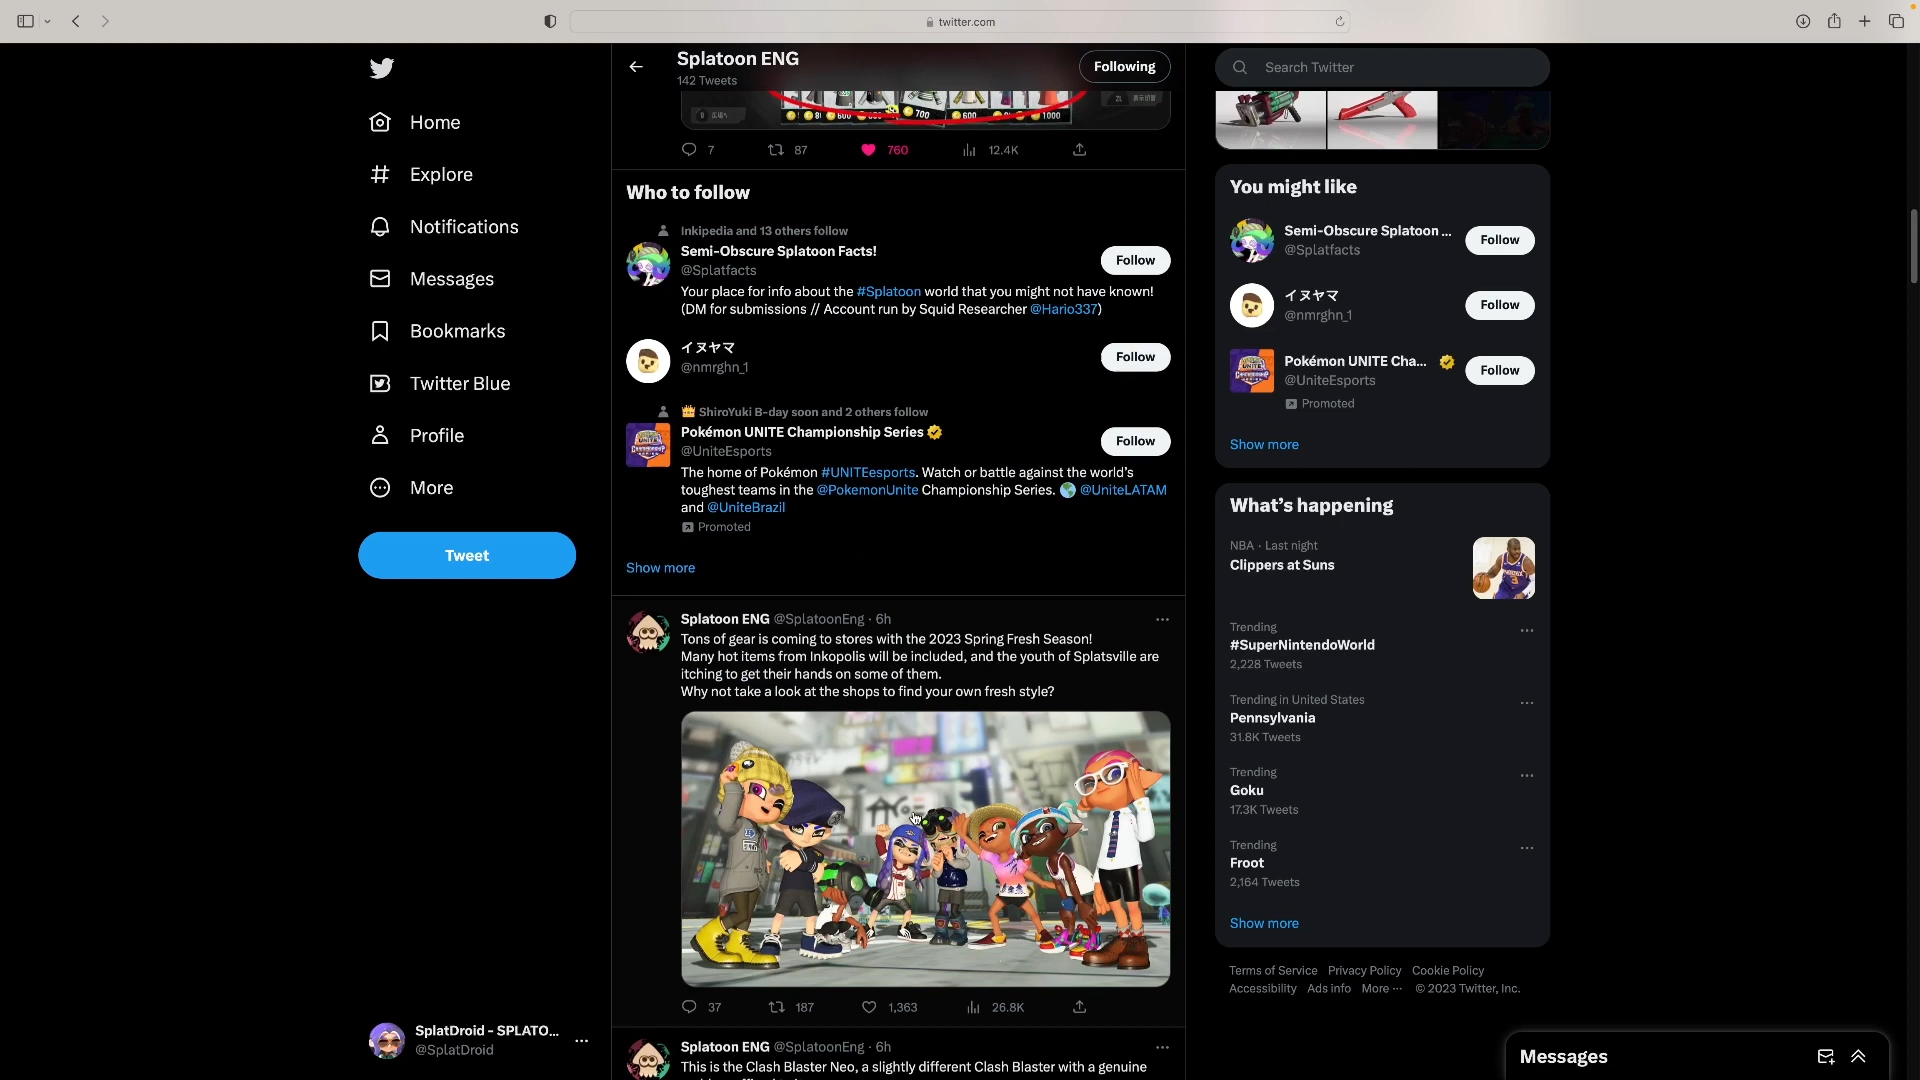 twitter.com
Home
Explore
Notifications
Messages
Bookmarks
Twitter Blue
Profile
More
Tweet
SplatDroid - SPLATO...
@SplatDroid
Splatoon ENG
142 Tweets
Following
700
600
1000
7
87
760
12.4K
Who to follow
Inkipedia and 13 others follow
Semi-Obscure Splatoon Facts!
@Splatfacts
Follow
Your place for info about the #Splatoon world that you might not have known!
(DM for submissions // Account run by Squid Researcher @Hario337)
イヌヤマ
@nmrghn_1
Follow
ShiroYuki B-day soon and 2 others follow
Pokémon UNITE Championship Series
@UniteEsports
Follow
The home of Pokémon #UNITEesports. Watch or battle against the world's
toughest teams in the @PokemonUnite Championship Series. 🌎 @UniteLATAM
and @UniteBrazil
Promoted
Show more
Splatoon ENG @SplatoonEng · 6h
Tons of gear is coming to stores with the 2023 Spring Fresh Season!
Many hot items from Inkopolis will be included, and the youth of Splatsville are
itching to get their hands on some of them.
Why not take a look at the shops to find your own fresh style?
37
187
1,363
26.8K
Splatoon ENG @SplatoonEng · 6h
This is the Clash Blaster Neo, a slightly different Clash Blaster with a genuine
Search Twitter
You might like
Semi-Obscure Splatoon ...
@Splatfacts
Follow
イヌヤマ
@nmrghn_1
Follow
Pokémon UNITE Cha...
@UniteEsports
Follow
Promoted
Show more
What's happening
NBA · Last night
Clippers at Suns
Trending
#SuperNintendoWorld
2,228 Tweets
Trending in United States
Pennsylvania
31.8K Tweets
Trending
Goku
17.3K Tweets
Trending
Froot
2,164 Tweets
Show more
Terms of Service Privacy Policy Cookie Policy
Accessibility Ads info More ··· © 2023 Twitter, Inc.
Messages